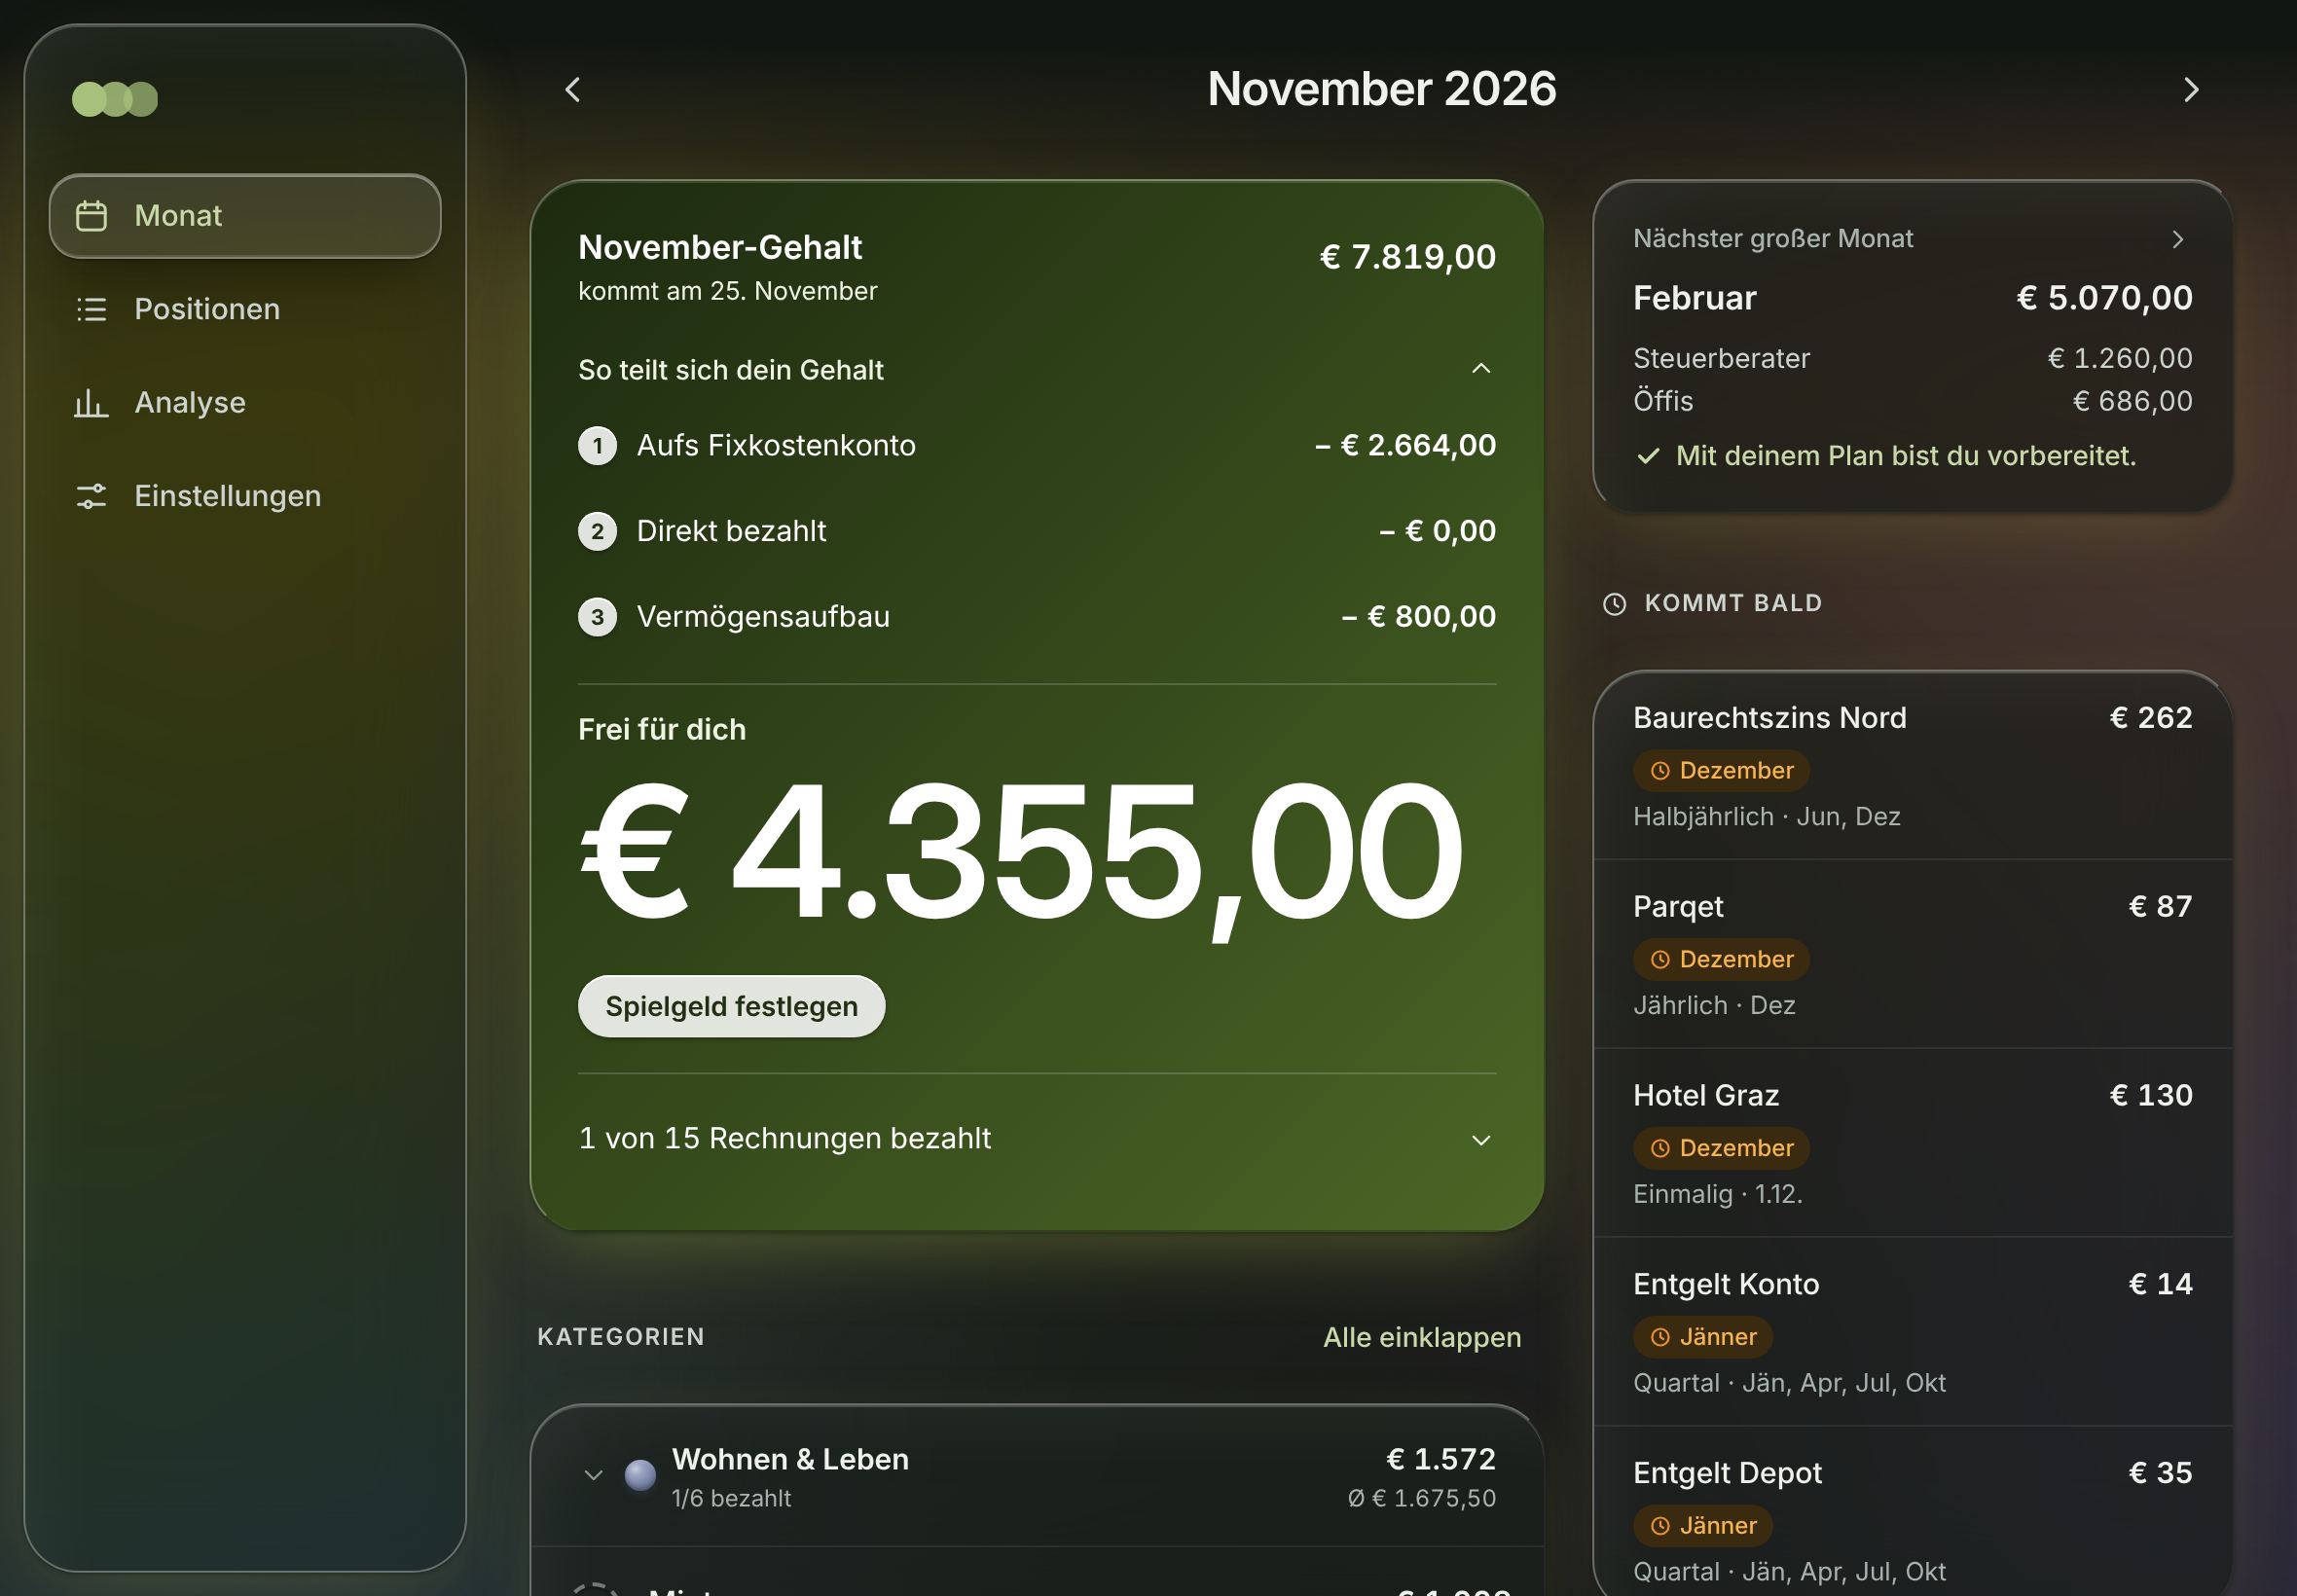 November 2026
Monat
Positionen
Analyse
Einstellungen
November-Gehalt € 7.819,00
kommt am 25. November
So teilt sich dein Gehalt
1 Aufs Fixkostenkonto – € 2.664,00
2 Direkt bezahlt – € 0,00
3 Vermögensaufbau – € 800,00
Frei für dich
€ 4.355,00
Spielgeld festlegen
1 von 15 Rechnungen bezahlt
KATEGORIEN Alle einklappen
Wohnen & Leben € 1.572
1/6 bezahlt Ø € 1.675,50
Nächster großer Monat
Februar € 5.070,00
Steuerberater € 1.260,00
Öffis € 686,00
Mit deinem Plan bist du vorbereitet.
KOMMT BALD
Baurechtszins Nord € 262
Dezember
Halbjährlich · Jun, Dez
Parqet € 87
Dezember
Jährlich · Dez
Hotel Graz € 130
Dezember
Einmalig · 1.12.
Entgelt Konto € 14
Jänner
Quartal · Jän, Apr, Jul, Okt
Entgelt Depot € 35
Jänner
Quartal · Jän, Apr, Jul, Okt